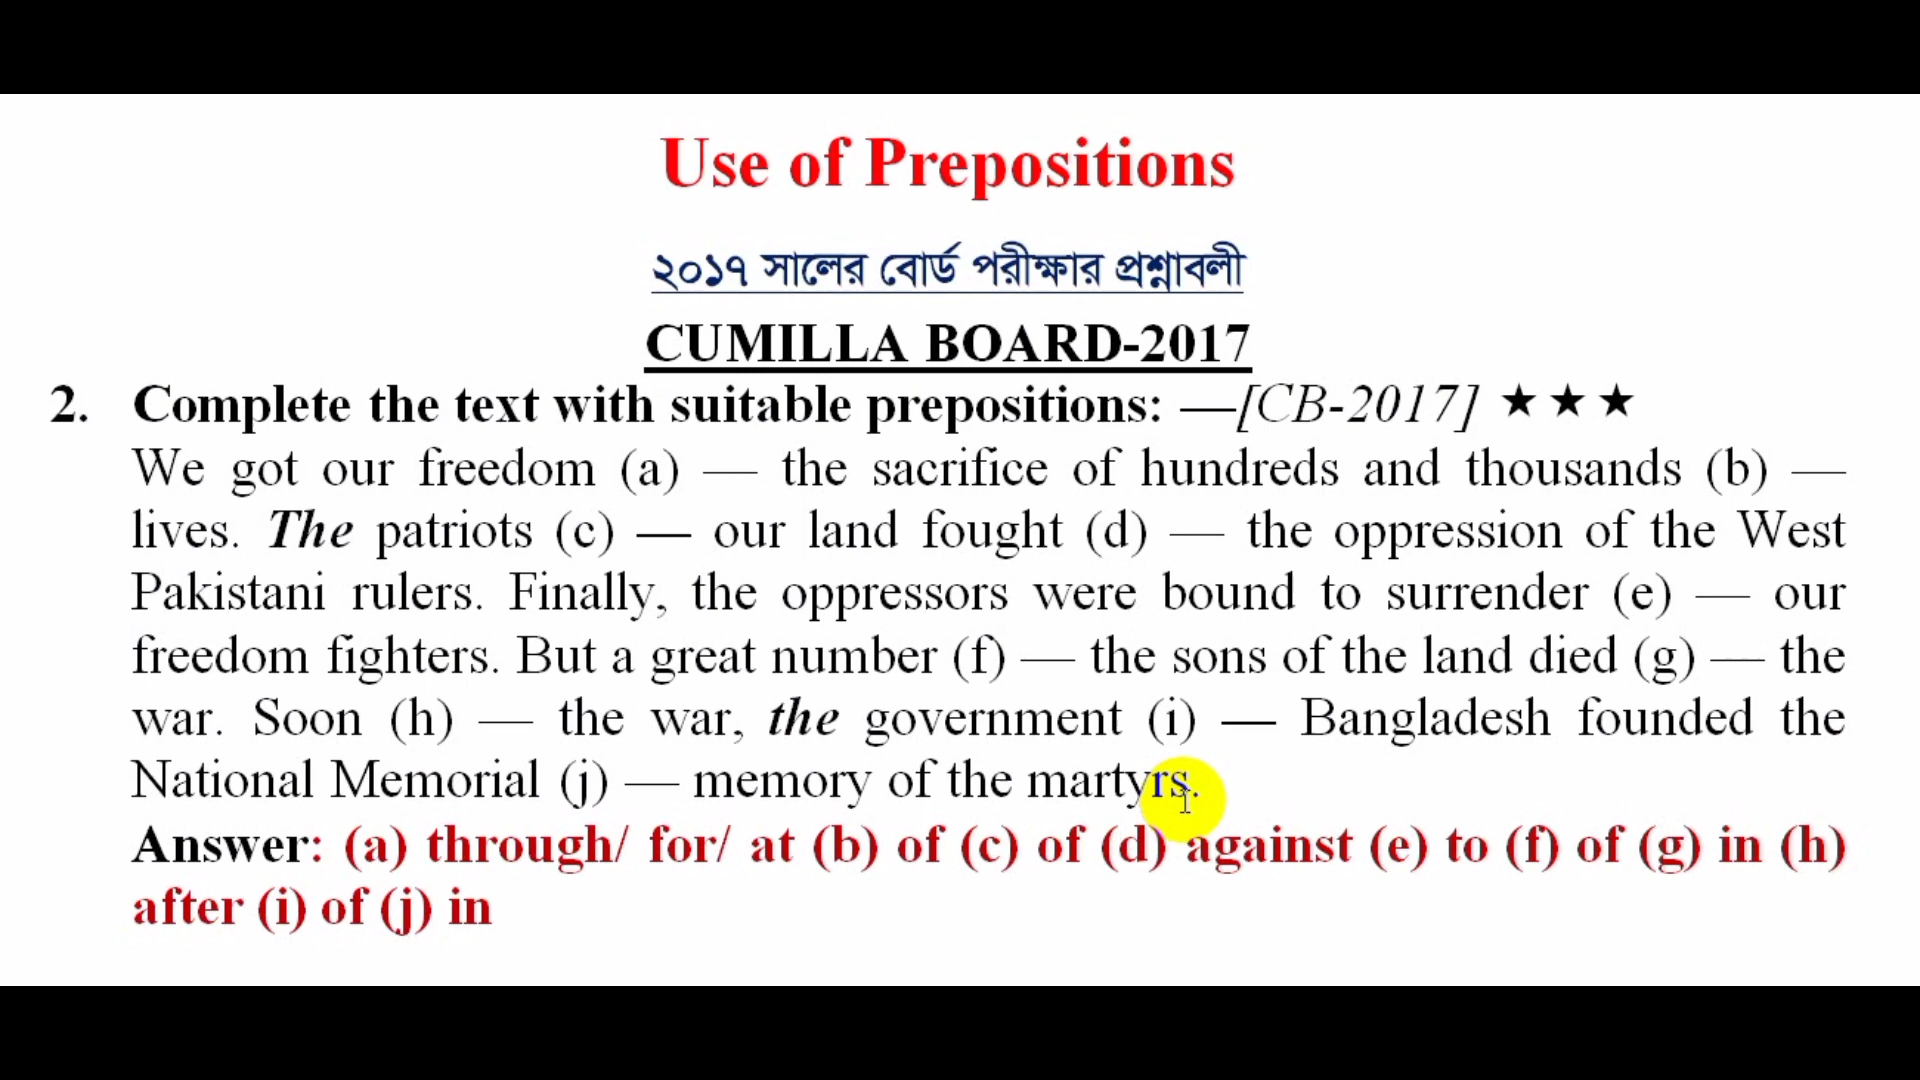 Use of Prepositions
২০১৭ সালের বোর্ড পরীক্ষার প্রশ্নাবলী
CUMILLA BOARD-2017
2. Complete the text with suitable prepositions: —[CB-2017] ★ ★ ★
We got our freedom (a) — the sacrifice of hundreds and thousands (b) —
lives. The patriots (c) — our land fought (d) — the oppression of the West
Pakistani rulers. Finally, the oppressors were bound to surrender (e) — our
freedom fighters. But a great number (f) — the sons of the land died (g) — the
war. Soon (h) — the war, the government (i) — Bangladesh founded the
National Memorial (j) — memory of the martyrs.
Answer: (a) through/ for/ at (b) of (c) of (d) against (e) to (f) of (g) in (h)
after (i) of (j) in